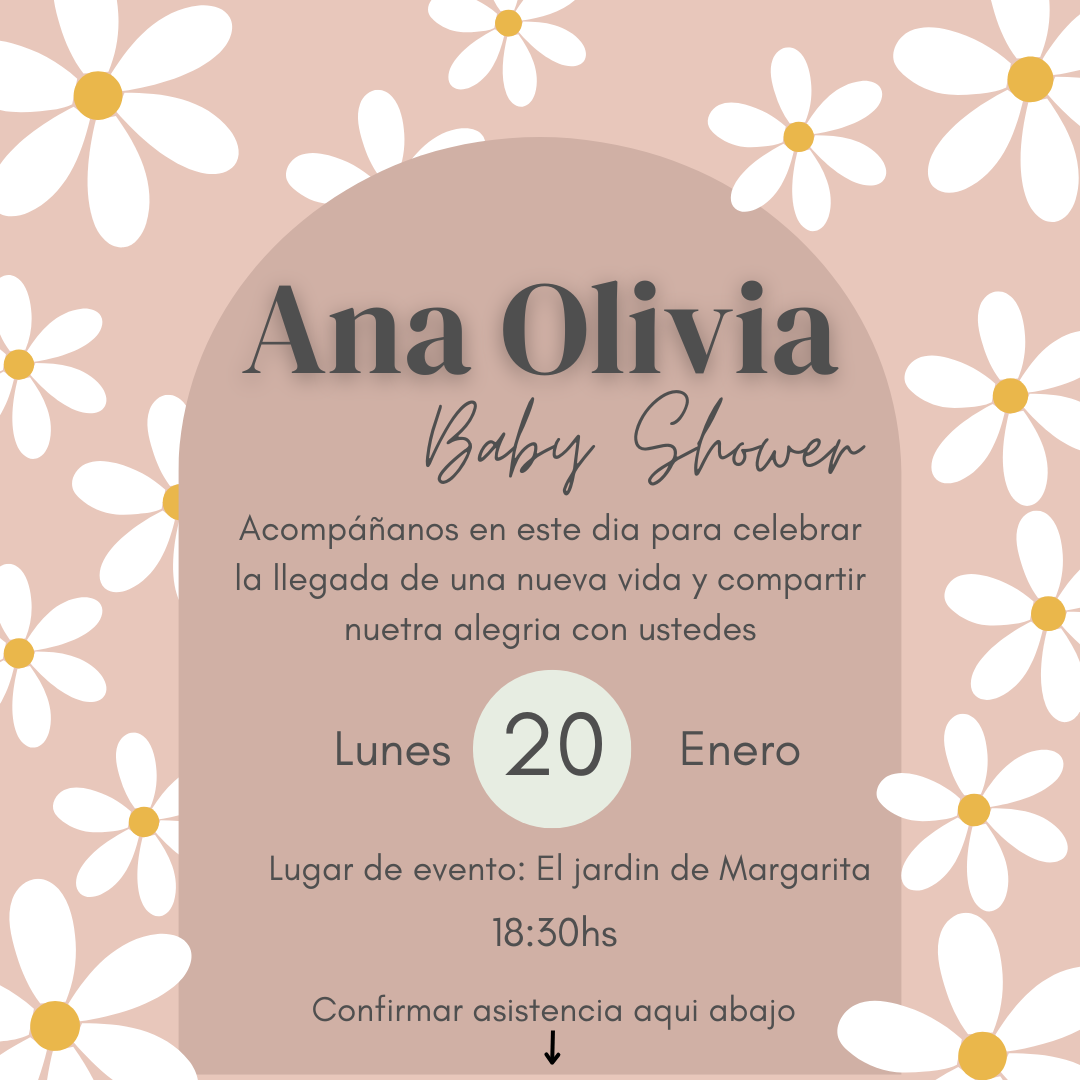 Ana Olivia
Baby Shower
Acompáñanos en este dia para celebrar
la llegada de una nueva vida y compartir
nuetra alegria con ustedes
Lunes 20 Enero
Lugar de evento: El jardin de Margarita
18:30hs
Confirmar asistencia aqui abajo